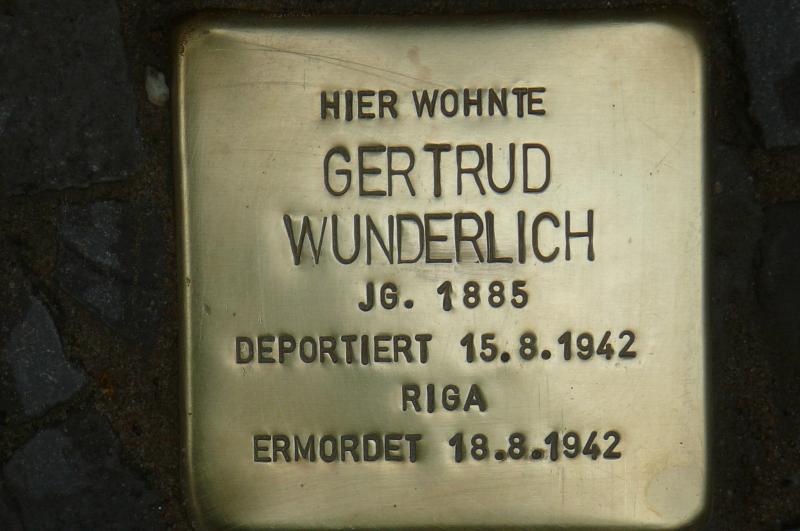 HIER WOHNTE
GERTRUD
WUNDERLICH
JG. 1885
DEPORTIERT 15.8.1942
RIGA
ERMORDET 18.8.1942